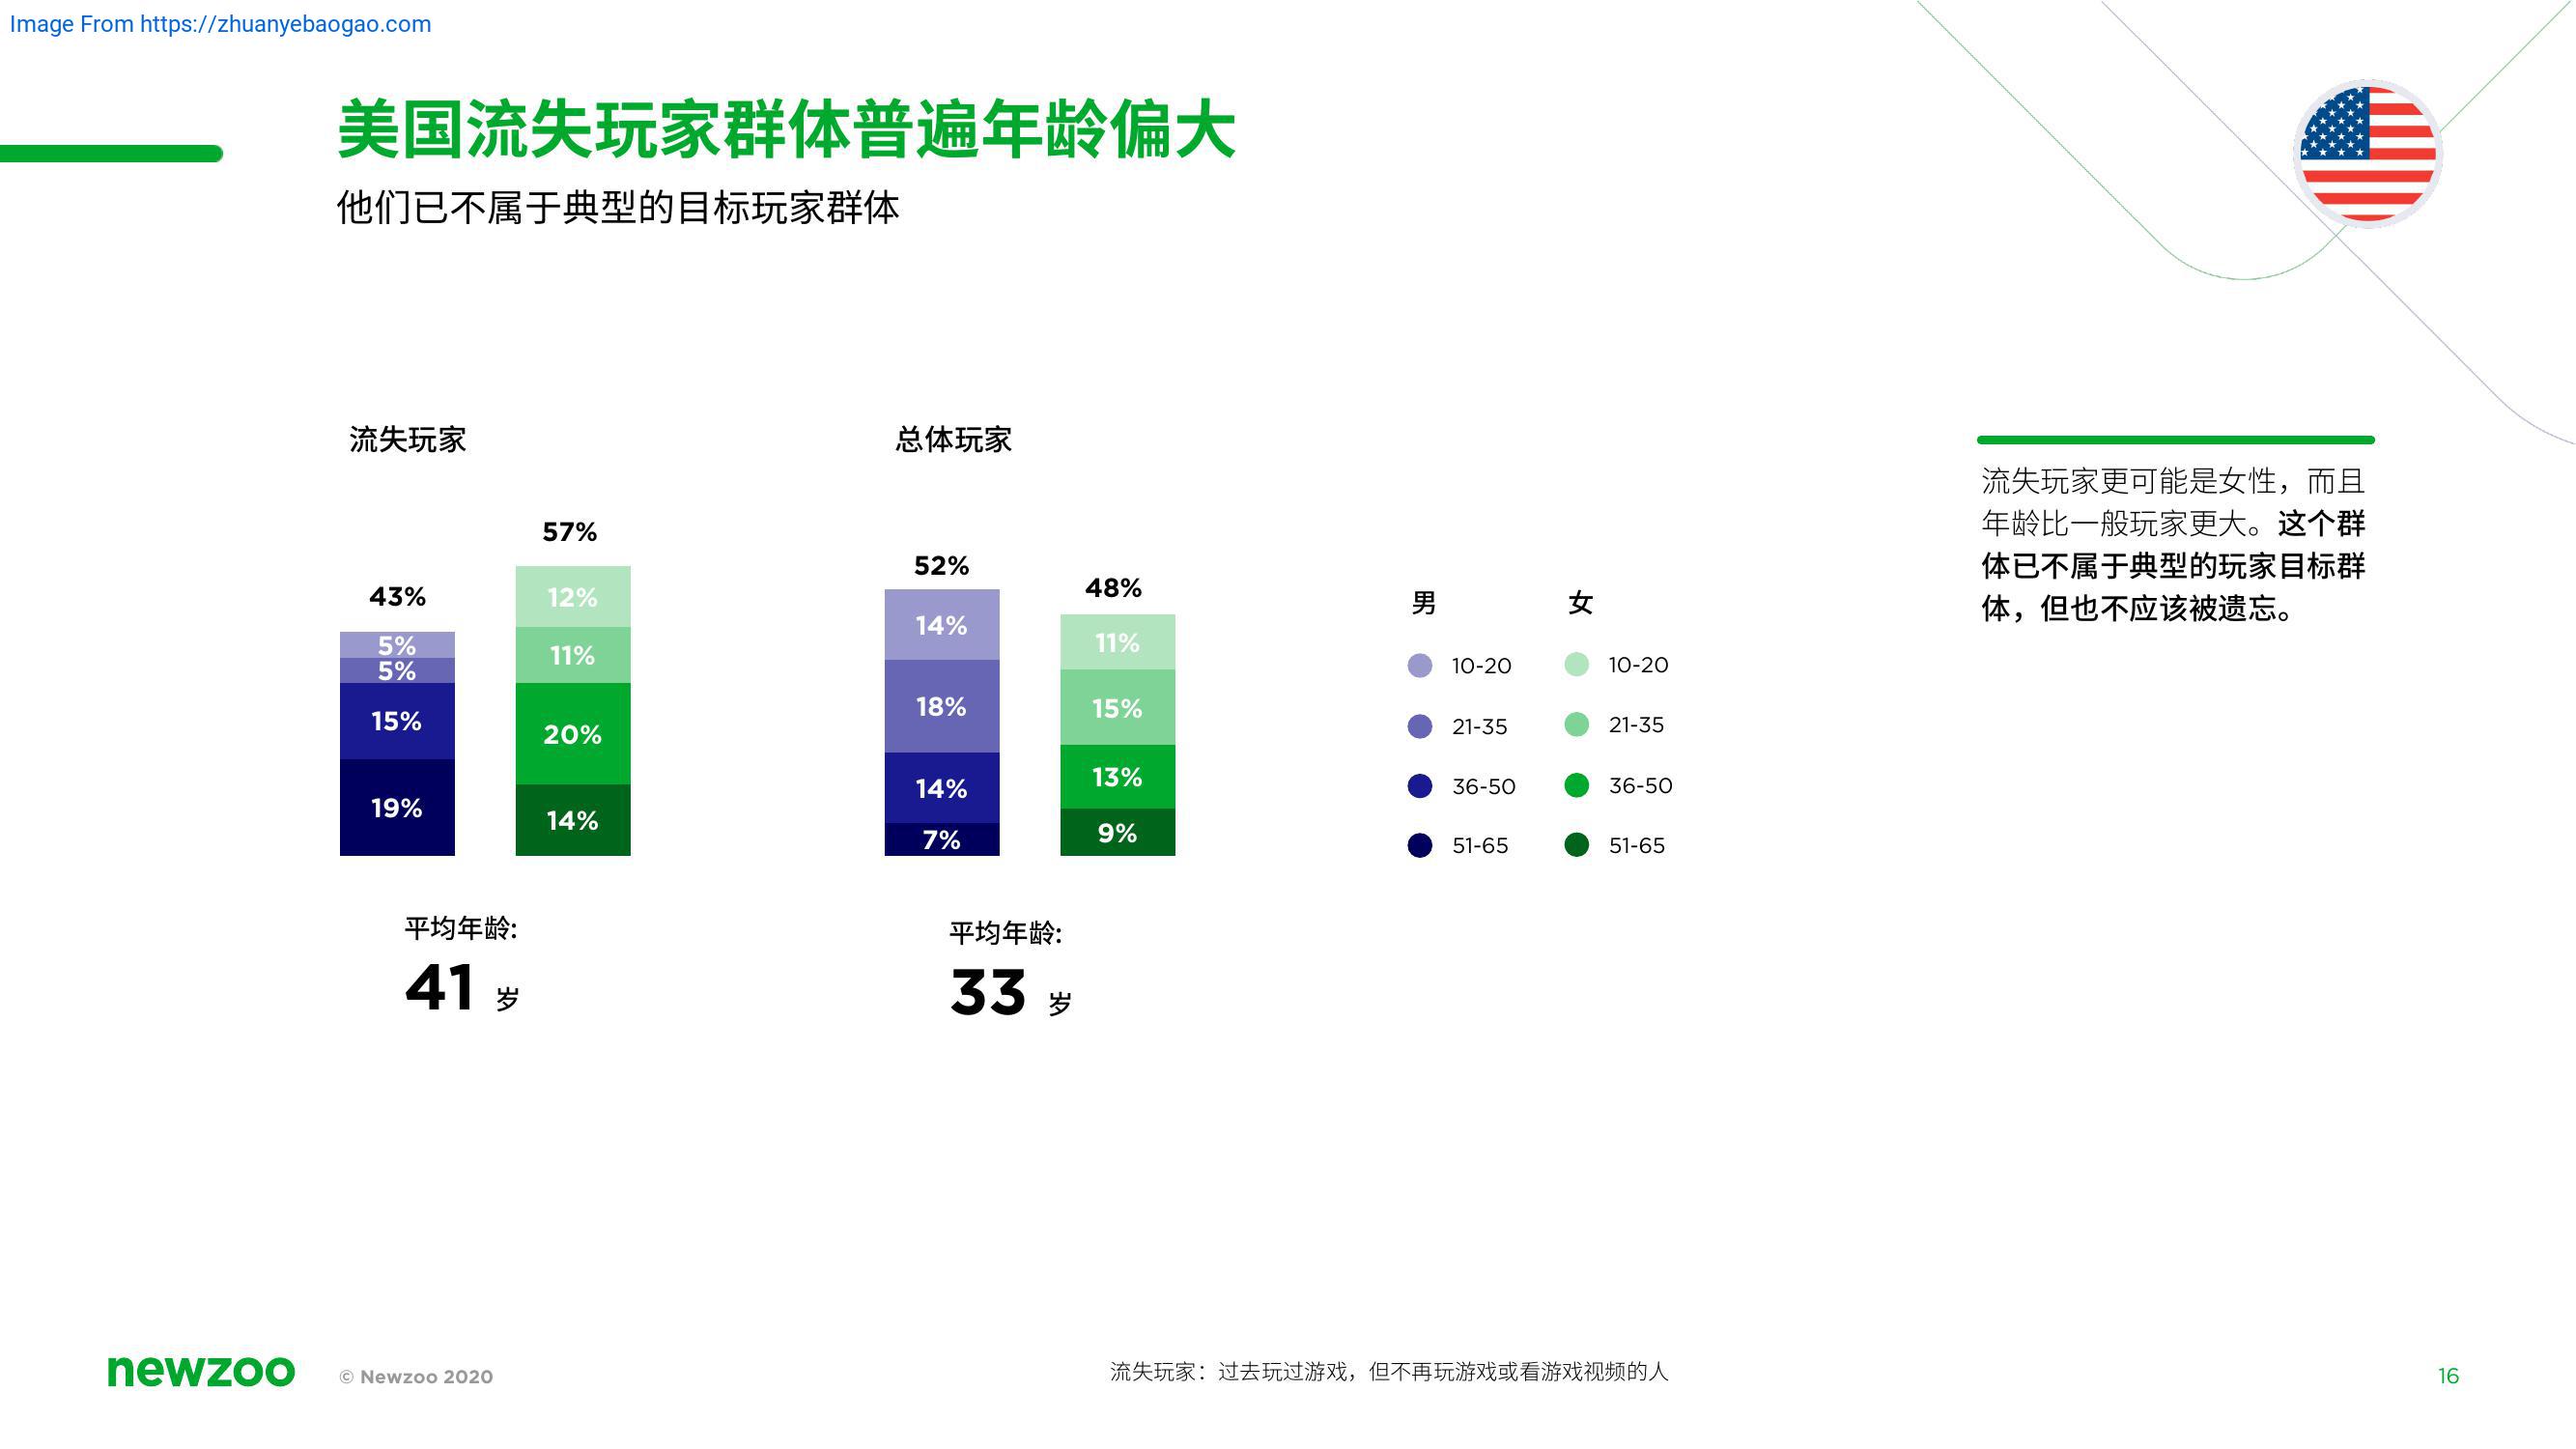 Image From https://zhuanyebaogao.com
美国流失玩家群体普遍年龄偏大
他们已不属于典型的目标玩家群体
流失玩家
43%
5%
5%
15%
19%
57%
12%
11%
20%
14%
平均年龄:
41 岁
总体玩家
52%
14%
18%
14%
7%
48%
11%
15%
13%
9%
平均年龄:
33 岁
男
10-20
21-35
36-50
51-65
女
10-20
21-35
36-50
51-65
流失玩家更可能是女性，而且
年龄比一般玩家更大。这个群
体已不属于典型的玩家目标群
体，但也不应该被遗忘。
newzoo
© Newzoo 2020
流失玩家：过去玩过游戏，但不再玩游戏或看游戏视频的人
16